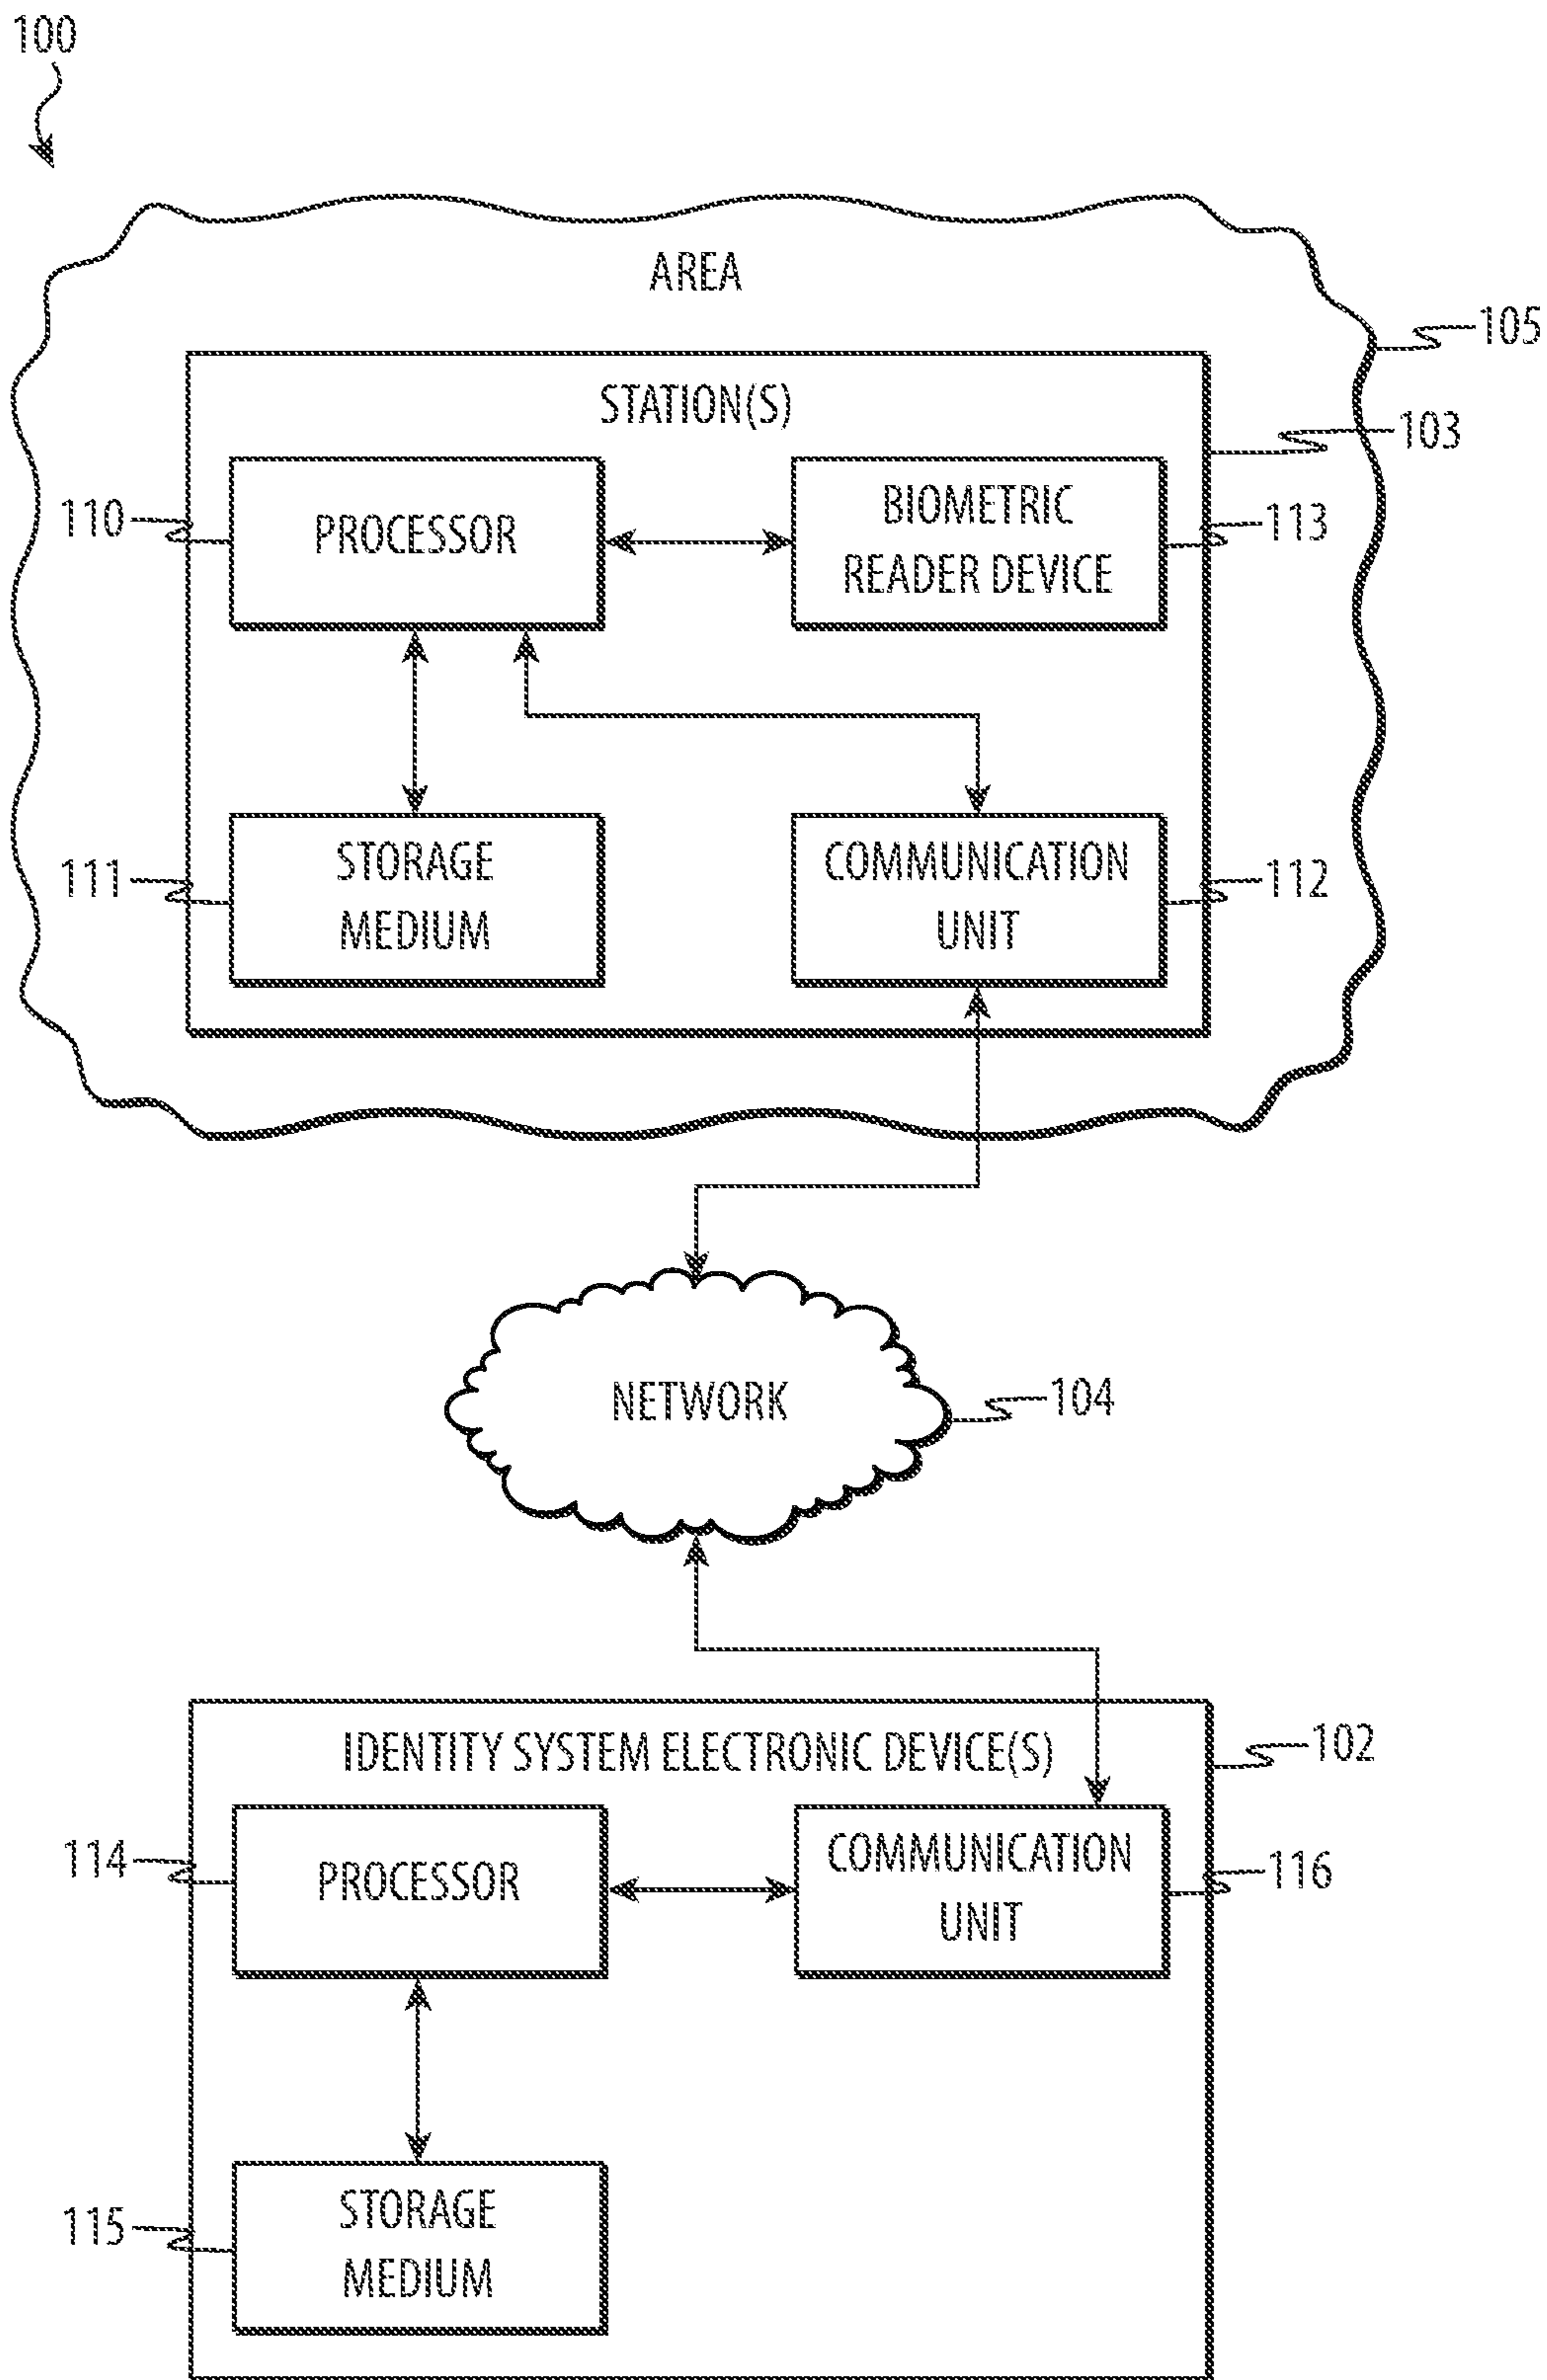 100
AREA
105
STATION(S)
103
110
PROCESSOR
BIOMETRIC
READER DEVICE
113
111
STORAGE
MEDIUM
COMMUNICATION
UNIT
112
NETWORK
104
IDENTITY SYSTEM ELECTRONIC DEVICE(S)
102
114
PROCESSOR
COMMUNICATION
UNIT
116
115
STORAGE
MEDIUM